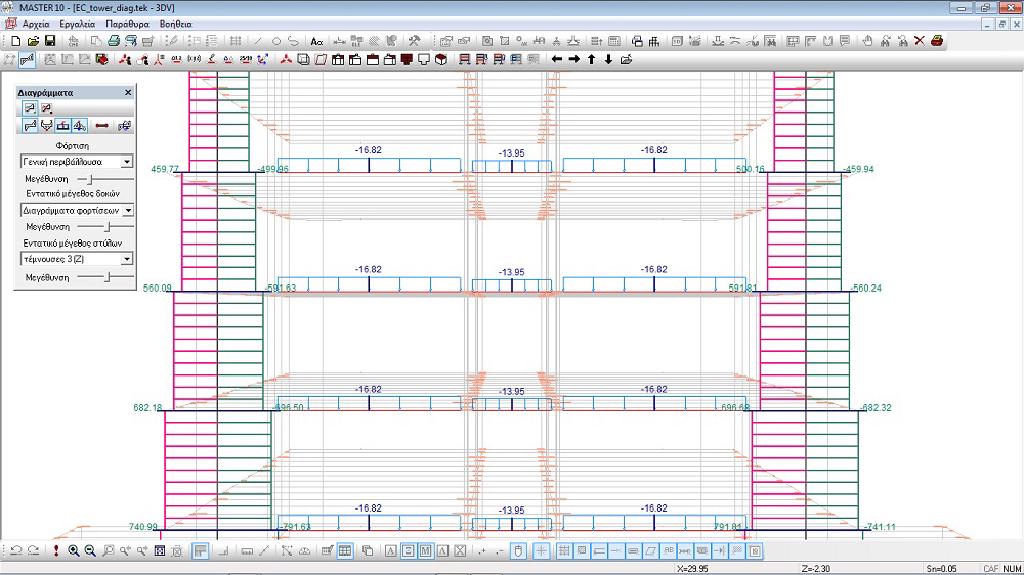 IMASTER 10 - [EC_tower_diag.tek - 3DV]
Αρχεία Εργαλεία Παράθυρα Βοήθεια
Διαγράμματα
Φόρτιση
Γενική περιβάλλουσα
Μεγέθυνση
Εντατικό μέγεθος δοκών
Διαγράμματα φορτίσεων
Μεγέθυνση
Εντατικό μέγεθος στύλων
τέμνουσες: 3 (Z)
Μεγέθυνση
-16.82 -13.95 -16.82
459.77 -499.96 500.16 -459.94
-16.82 -13.95 -16.82
560.09 -591.63 591.81 -560.24
-16.82 -13.95 -16.82
682.18 -696.50 696.68 -682.32
-16.82 -13.95 -16.82
740.99 -791.63 791.81 -741.11
X=29.95 Z=-2.30 Sn=0.05 CAF NUM